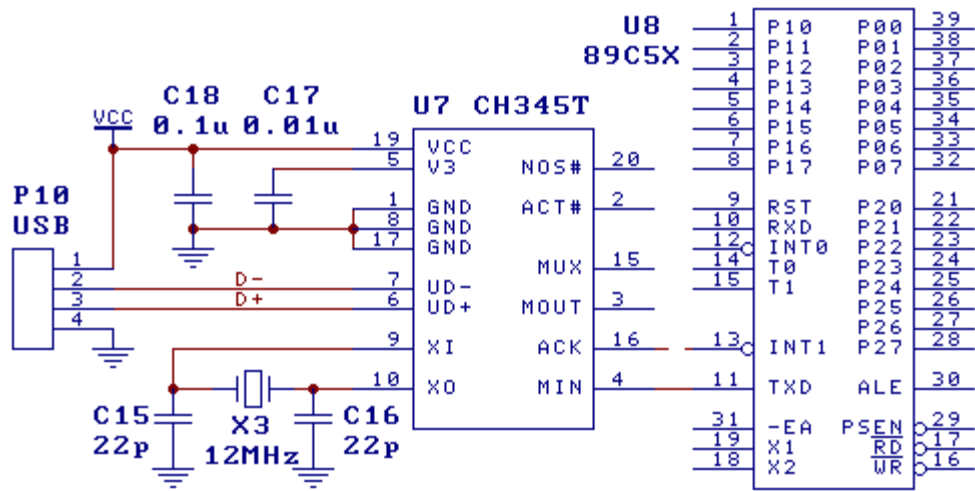 U8
89C5X
1 P10 P00 39
2 P11 P01 38
3 P12 P02 37
4 P13 P03 36
5 P14 P04 35
6 P15 P05 34
7 P16 P06 33
8 P17 P07 32
9 RST P20 21
10 RXD P21 22
12 INT0 P22 23
14 T0 P23 24
15 T1 P24 25
P25 26
P26 27
13 INT1 P27 28
11 TXD ALE 30
31 -EA PSEN 29
19 X1 RD 17
18 X2 WR 16
C18 C17
0.1u 0.01u
VCC
U7 CH345T
19 VCC
5 V3 NOS# 20
1 GND ACT# 2
8 GND
17 GND
MUX 15
7 UD-
6 UD+ MOUT 3
9 XI ACK 16
10 XO MIN 4
P10
USB
1
2 D-
3 D+
4
C15
22p
X3
12MHz
C16
22p